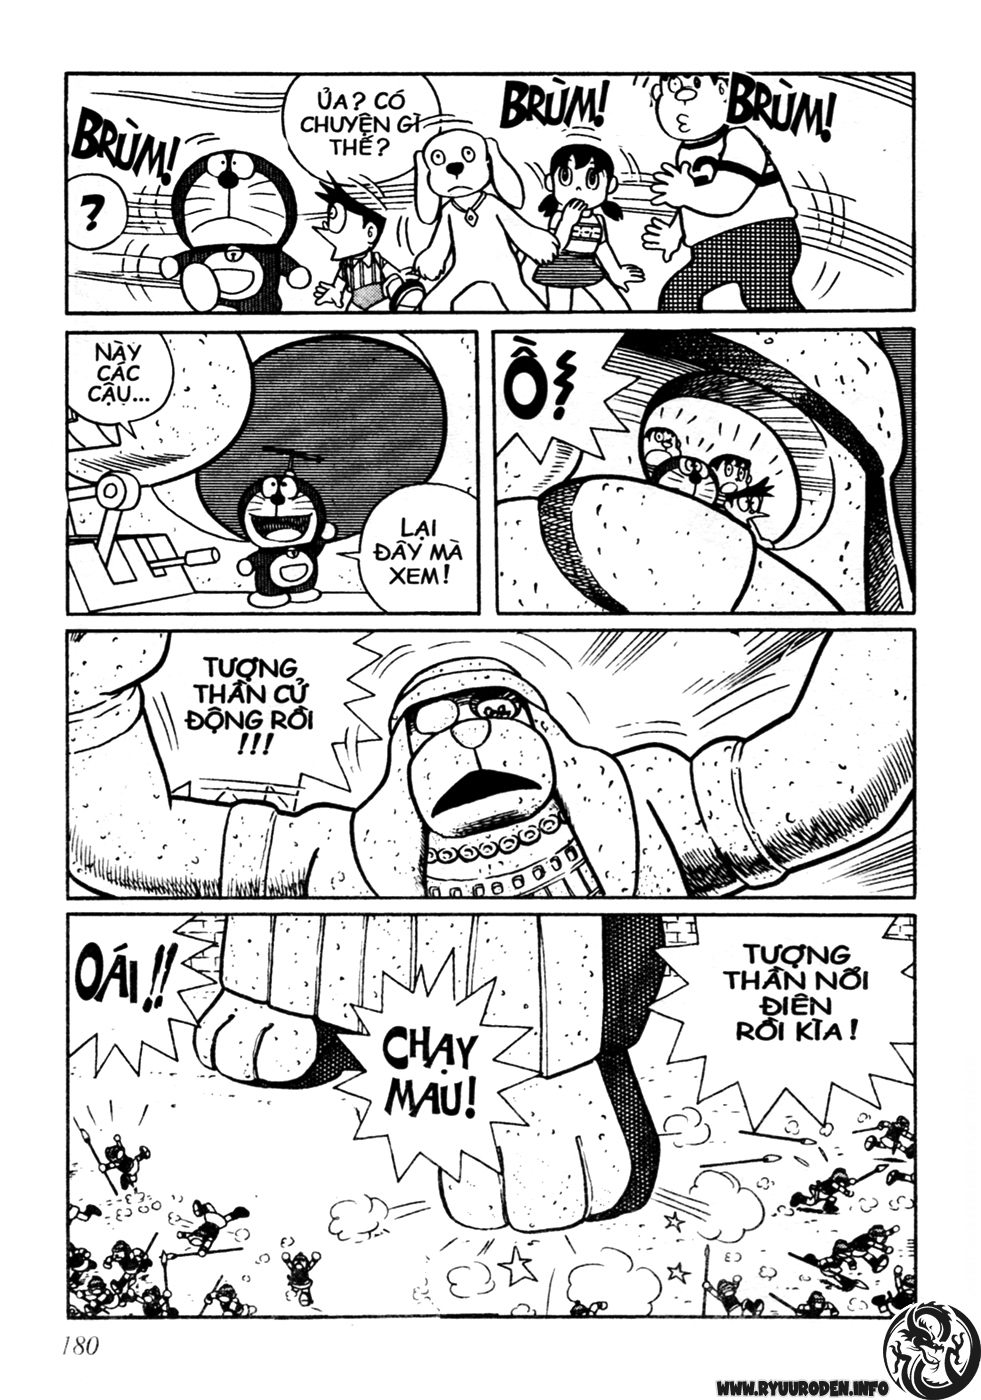 BRÙM!
?
ỦA? CÓ
CHUYỆN GÌ
THẾ?
BRÙM!
BRÙM!
NÀY
CÁC
CẬU...
LẠI
ĐÂY MÀ
XEM!
Ồ!
TƯỢNG
THẦN CỬ
ĐỘNG RỒI
!!!
OÁI!!
CHẠY
MAU!
TƯỢNG
THẦN NỔI
ĐIÊN
RỒI KÌA!
180
WWW.RYUURODEN.INFO